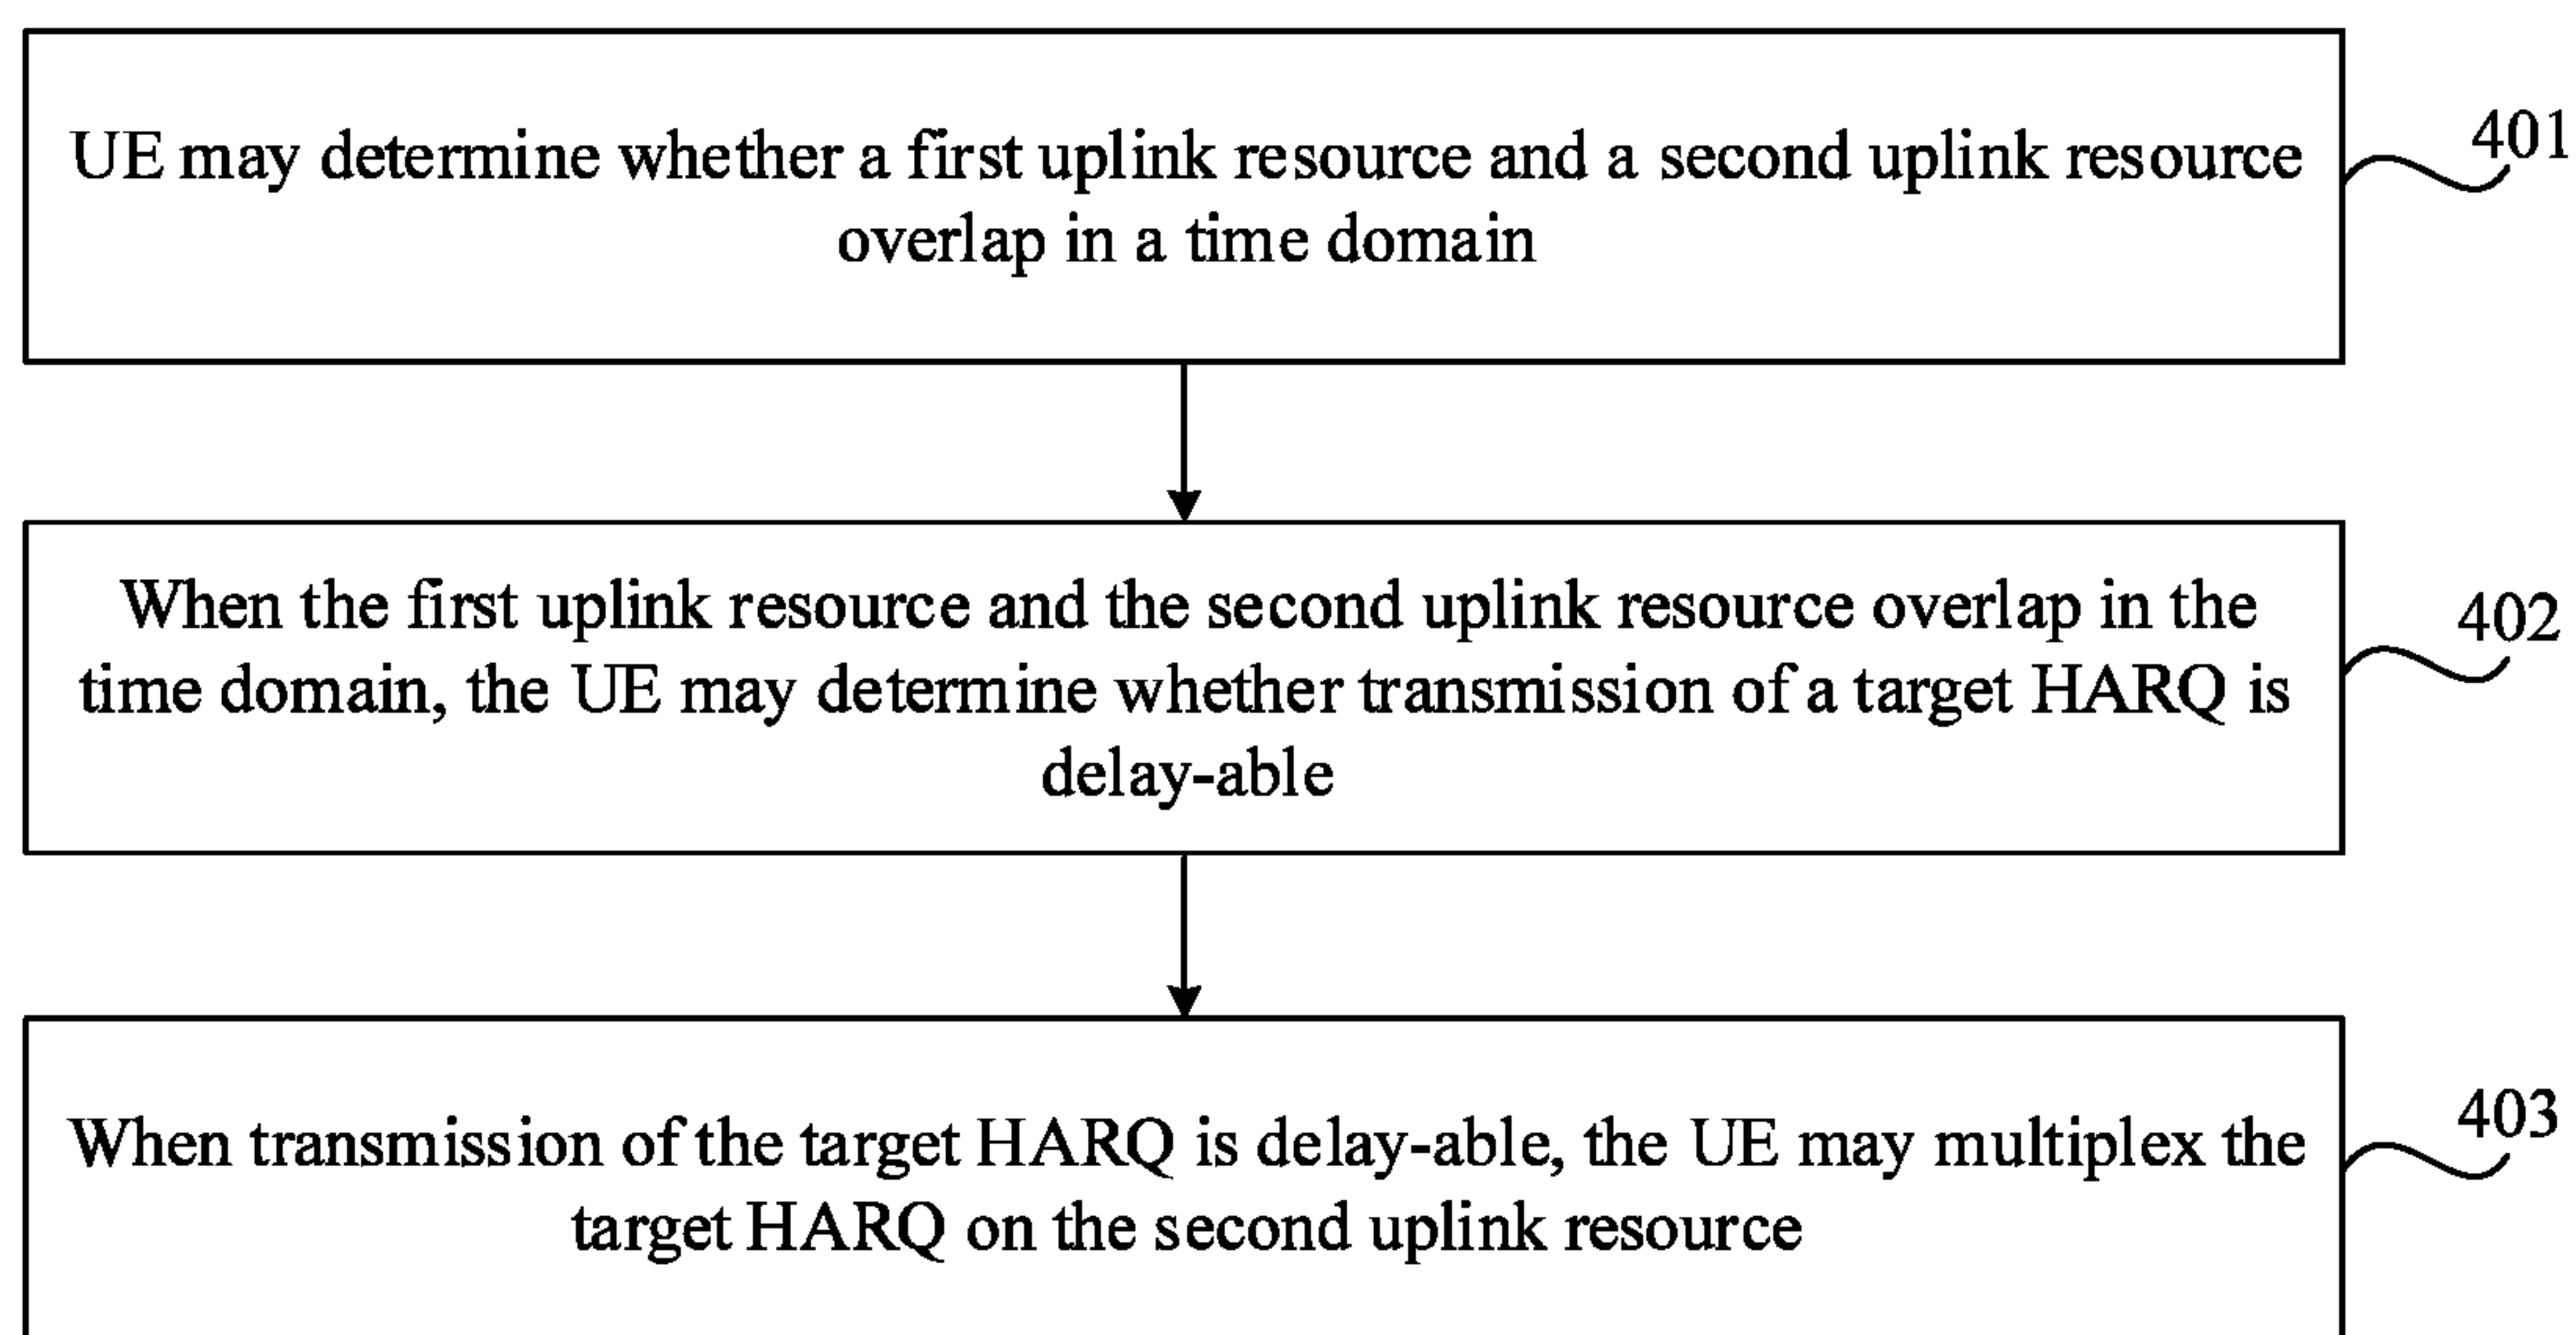 UE may determine whether a first uplink resource and a second uplink resource
overlap in a time domain
401
When the first uplink resource and the second uplink resource overlap in the
time domain, the UE may determine whether transmission of a target HARQ is
delay-able
402
When transmission of the target HARQ is delay-able, the UE may multiplex the
target HARQ on the second uplink resource
403